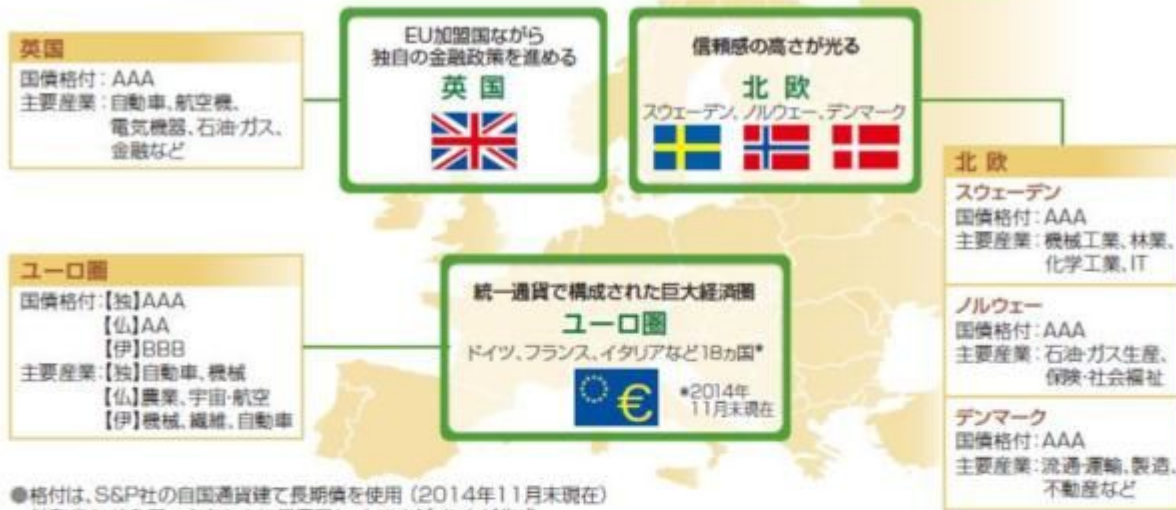 英国
国債格付：AAA
主要産業：自動車、航空機、
電気機器、石油・ガス、
金融など
EU加盟国ながら
独自の金融政策を進める
英国
信頼感の高さが光る
北欧
スウェーデン、ノルウェー、デンマーク
北欧
スウェーデン
国債格付：AAA
主要産業：機械工業、林業、
化学工業、IT
ノルウェー
国債格付：AAA
主要産業：石油・ガス生産、
保険・社会福祉
デンマーク
国債格付：AAA
主要産業：流通・運輸、製造、
不動産など
ユーロ圏
国債格付：【独】AAA
【仏】AA
【伊】BBB
主要産業：【独】自動車、機械
【仏】農業、宇宙・航空
【伊】機械、繊維、自動車
統一通貨で構成された巨大経済圏
ユーロ圏
ドイツ、フランス、イタリアなど18ヵ国*
€
*2014年
11月末現在
●格付は、S&P社の自国通貨建て長期債を使用（2014年11月末現在）